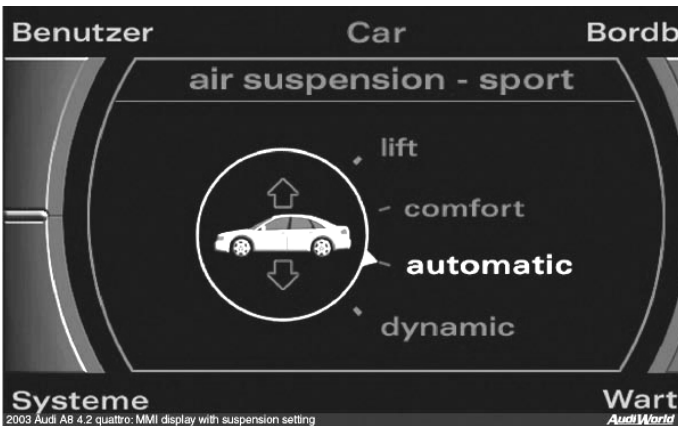 Benutzer Car Bordb
air suspension - sport
lift
comfort
automatic
dynamic
Systeme Wart
2003 Audi A8 4.2 quattro: MMI display with suspension setting AudiWorld